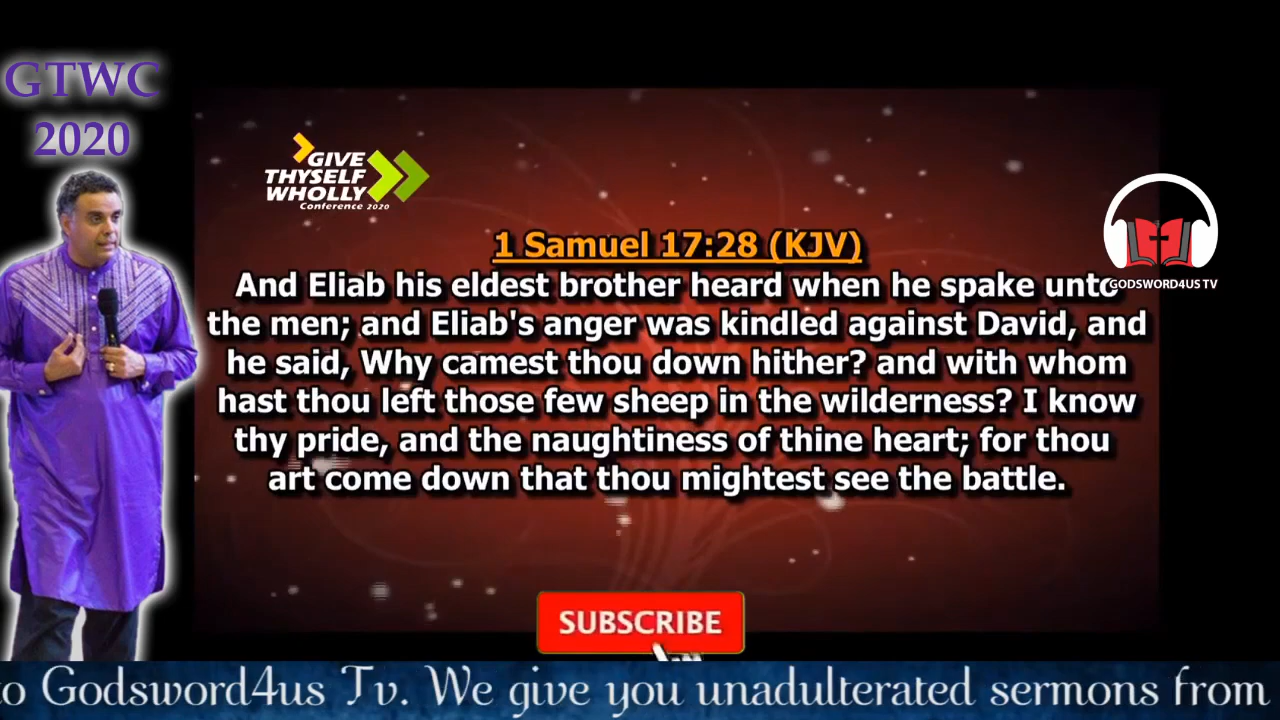 GTWC
2020
GIVE
THYSELF
WHOLLY
Conference 2020
1 Samuel 17:28 (KJV)
And Eliab his eldest brother heard when he spake unto
the men; and Eliab's anger was kindled against David, and
he said, Why camest thou down hither? and with whom
hast thou left those few sheep in the wilderness? I know
thy pride, and the naughtiness of thine heart; for thou
art come down that thou mightest see the battle.
GODSWORD4US TV
SUBSCRIBE
to Godsword4us Tv. We give you unadulterated sermons from